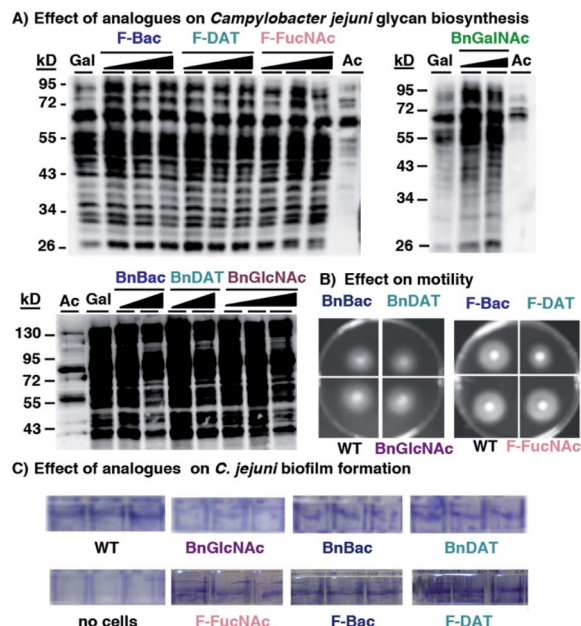 A) Effect of analogues on Campylobacter jejuni glycan biosynthesis
F-Bac F-DAT F-FucNAc
kD Gal Ac
95
72
55
43
34
26
BnGalNAc
kD Gal Ac
95
72
55
43
34
26
BnBac BnDAT BnGlcNAc
kD Ac Gal
130
95
72
55
43
B) Effect on motility
BnBac BnDAT
WT BnGlcNAc
F-Bac F-DAT
WT F-FucNAc
C) Effect of analogues on C. jejuni biofilm formation
WT BnGlcNAc BnBac BnDAT
no cells F-FucNAc F-Bac F-DAT